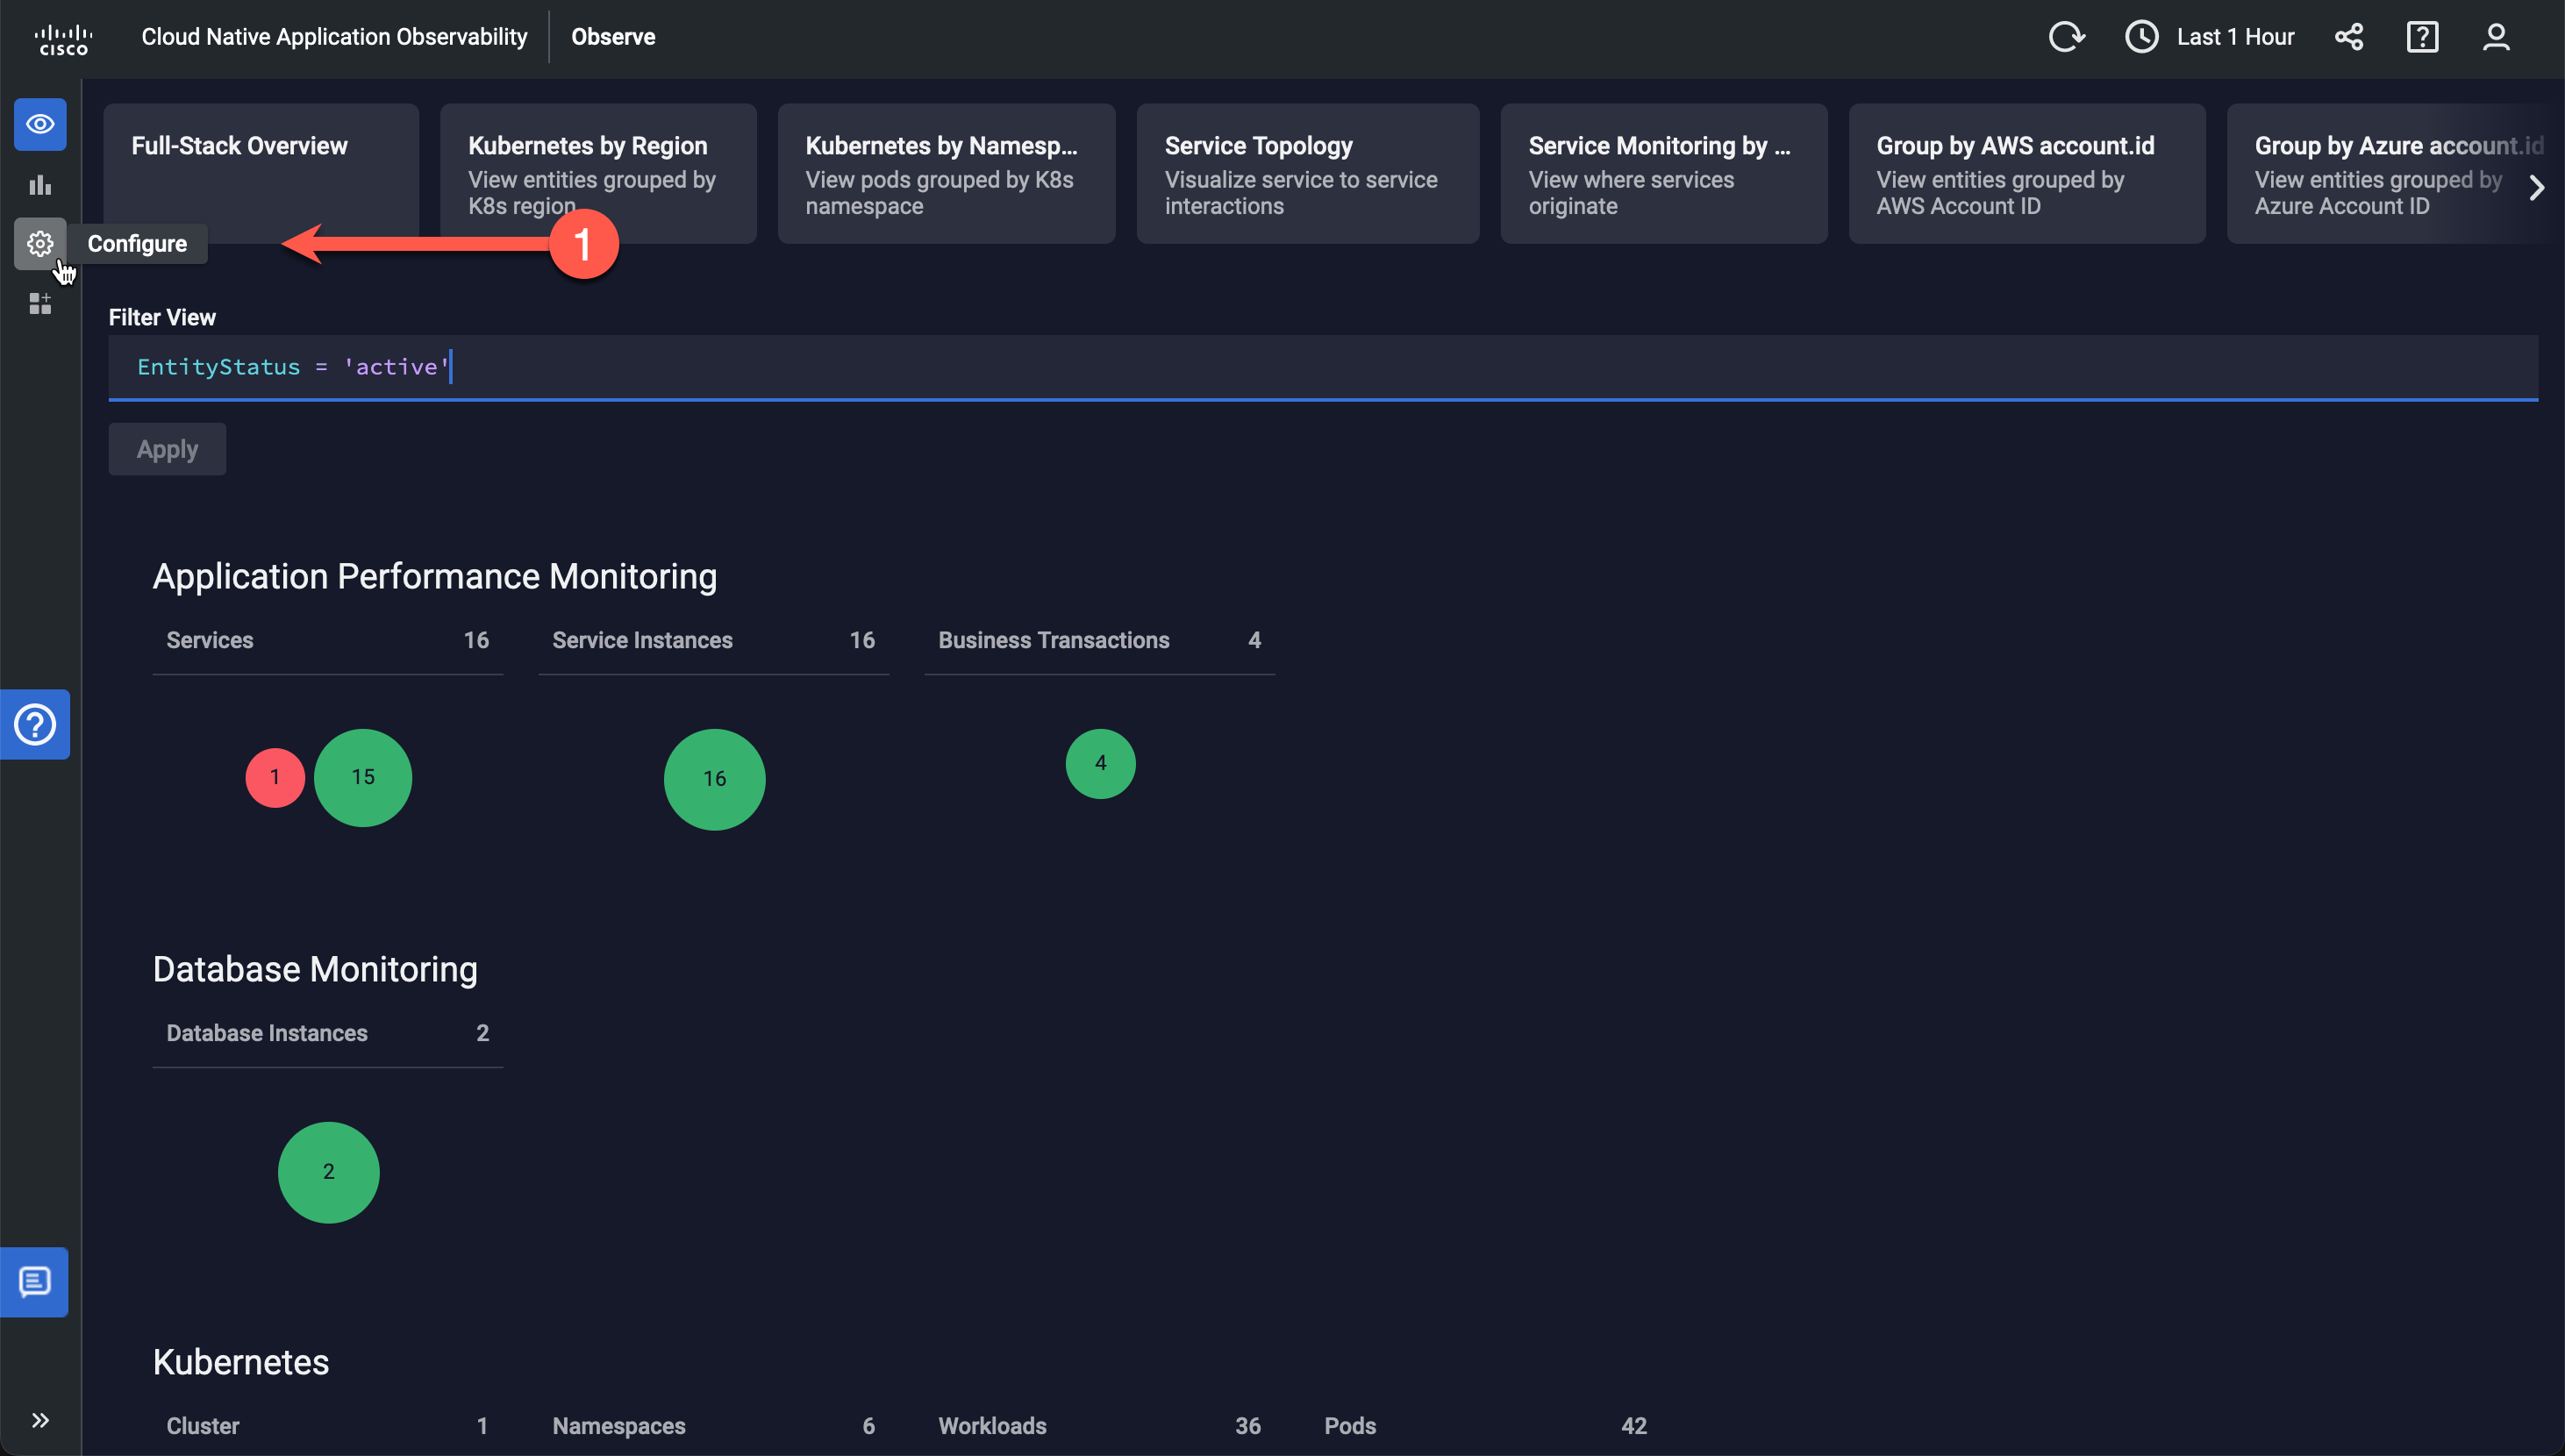 CISCO
Cloud Native Application Observability
Observe
Last 1 Hour
Full-Stack Overview
Kubernetes by Region
View entities grouped by
K8s region
Kubernetes by Namesp...
View pods grouped by K8s
namespace
Service Topology
Visualize service to service
interactions
Service Monitoring by ...
View where services
originate
Group by AWS account.id
View entities grouped by
AWS Account ID
Group by Azure account.id
View entities grouped by
Azure Account ID
Configure
1
Filter View
EntityStatus = 'active'
Apply
Application Performance Monitoring
Services 16
Service Instances 16
Business Transactions 4
1
15
16
4
Database Monitoring
Database Instances 2
2
Kubernetes
Cluster 1
Namespaces 6
Workloads 36
Pods 42